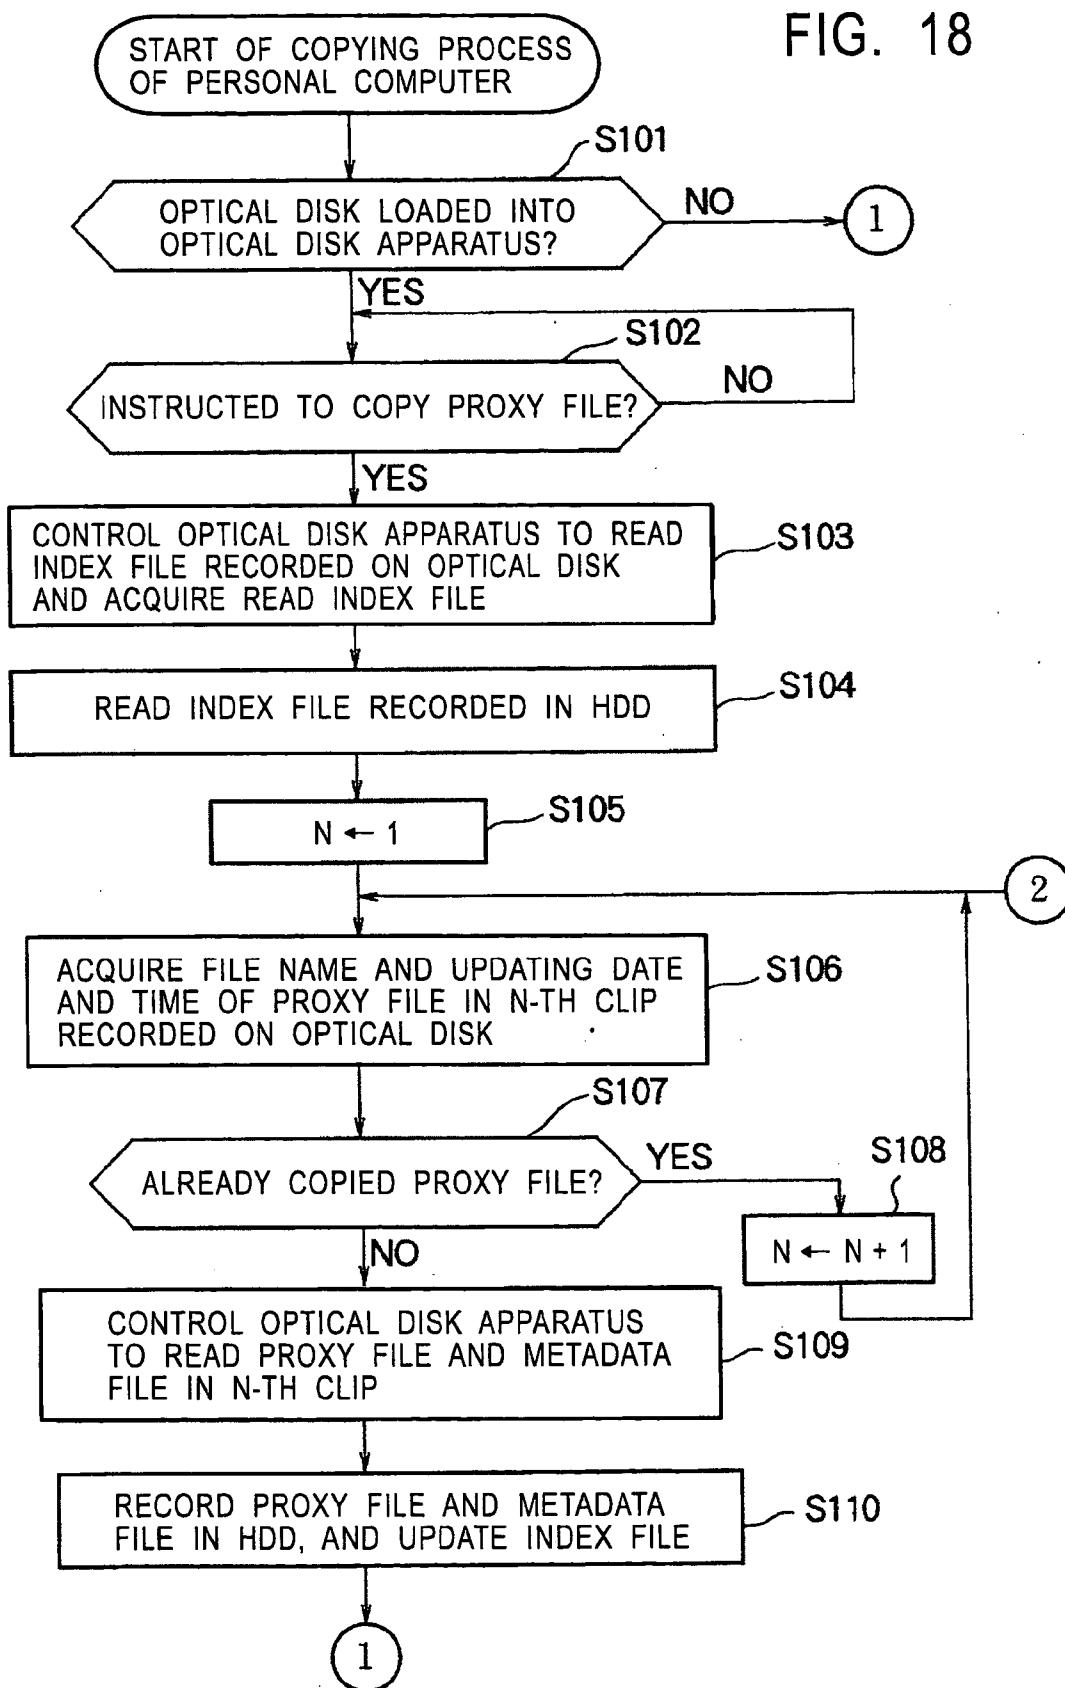 FIG. 18
START OF COPYING PROCESS
OF PERSONAL COMPUTER
S101
OPTICAL DISK LOADED INTO
OPTICAL DISK APPARATUS?
NO
1
YES
S102
INSTRUCTED TO COPY PROXY FILE?
NO
YES
CONTROL OPTICAL DISK APPARATUS TO READ
INDEX FILE RECORDED ON OPTICAL DISK
AND ACQUIRE READ INDEX FILE
S103
READ INDEX FILE RECORDED IN HDD
S104
N ← 1
S105
2
ACQUIRE FILE NAME AND UPDATING DATE
AND TIME OF PROXY FILE IN N-TH CLIP
RECORDED ON OPTICAL DISK
S106
S107
ALREADY COPIED PROXY FILE?
YES
S108
N ← N + 1
NO
CONTROL OPTICAL DISK APPARATUS
TO READ PROXY FILE AND METADATA
FILE IN N-TH CLIP
S109
RECORD PROXY FILE AND METADATA
FILE IN HDD, AND UPDATE INDEX FILE
S110
1